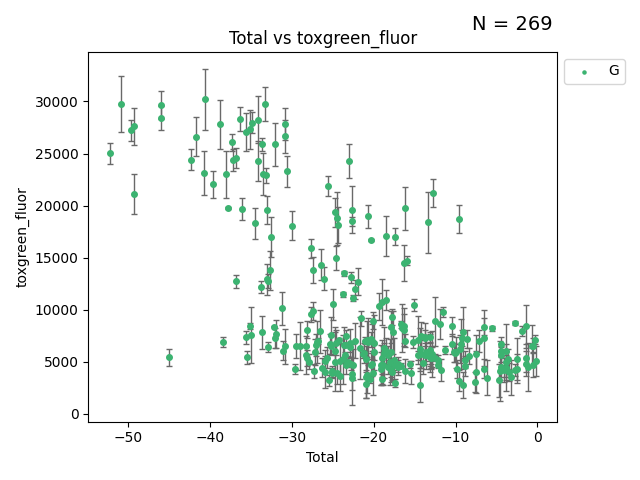 N = 269
Total vs toxgreen_fluor
G
toxgreen_fluor
30000
25000
20000
15000
10000
5000
0
−50 −40 −30 −20 −10 0
Total